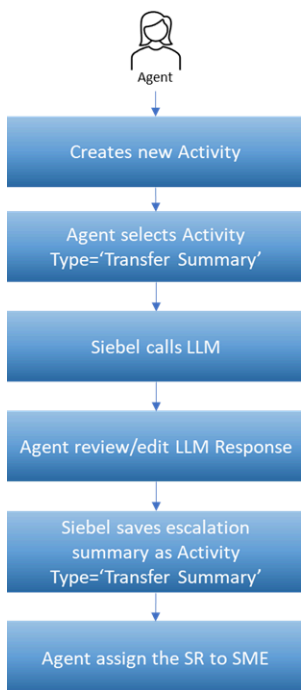 Agent
Creates new Activity
Agent selects Activity
Type=‘Transfer Summary’
Siebel calls LLM
Agent review/edit LLM Response
Siebel saves escalation
summary as Activity
Type=‘Transfer Summary’
Agent assign the SR to SME